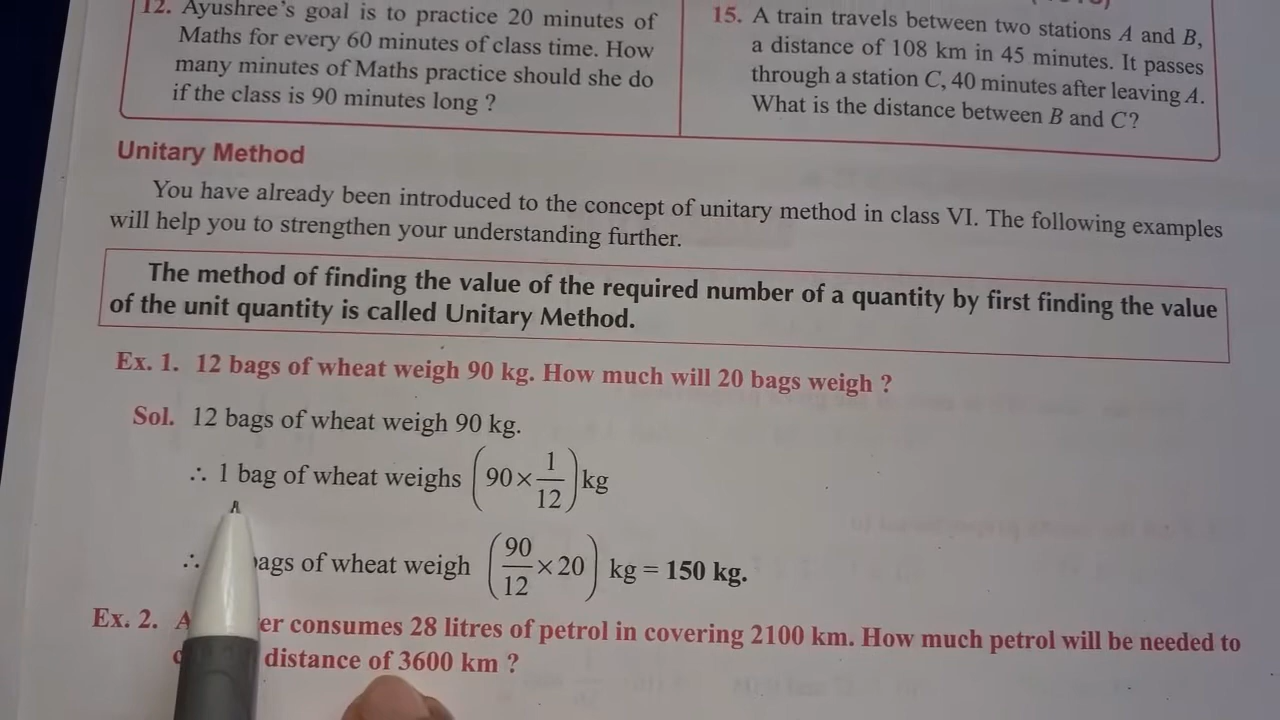 12. Ayushree's goal is to practice 20 minutes of
Maths for every 60 minutes of class time. How
many minutes of Maths practice should she do
if the class is 90 minutes long ?
15. A train travels between two stations A and B,
a distance of 108 km in 45 minutes. It passes
through a station C, 40 minutes after leaving A.
What is the distance between B and C?
Unitary Method
You have already been introduced to the concept of unitary method in class VI. The following examples
will help you to strengthen your understanding further.
The method of finding the value of the required number of a quantity by first finding the value
of the unit quantity is called Unitary Method.
Ex. 1. 12 bags of wheat weigh 90 kg. How much will 20 bags weigh ?
Sol. 12 bags of wheat weigh 90 kg.
∴ 1 bag of wheat weighs (90 × 1/12) kg
∴ bags of wheat weigh (90/12 × 20) kg = 150 kg.
Ex. 2. A consumes 28 litres of petrol in covering 2100 km. How much petrol will be needed to
distance of 3600 km ?